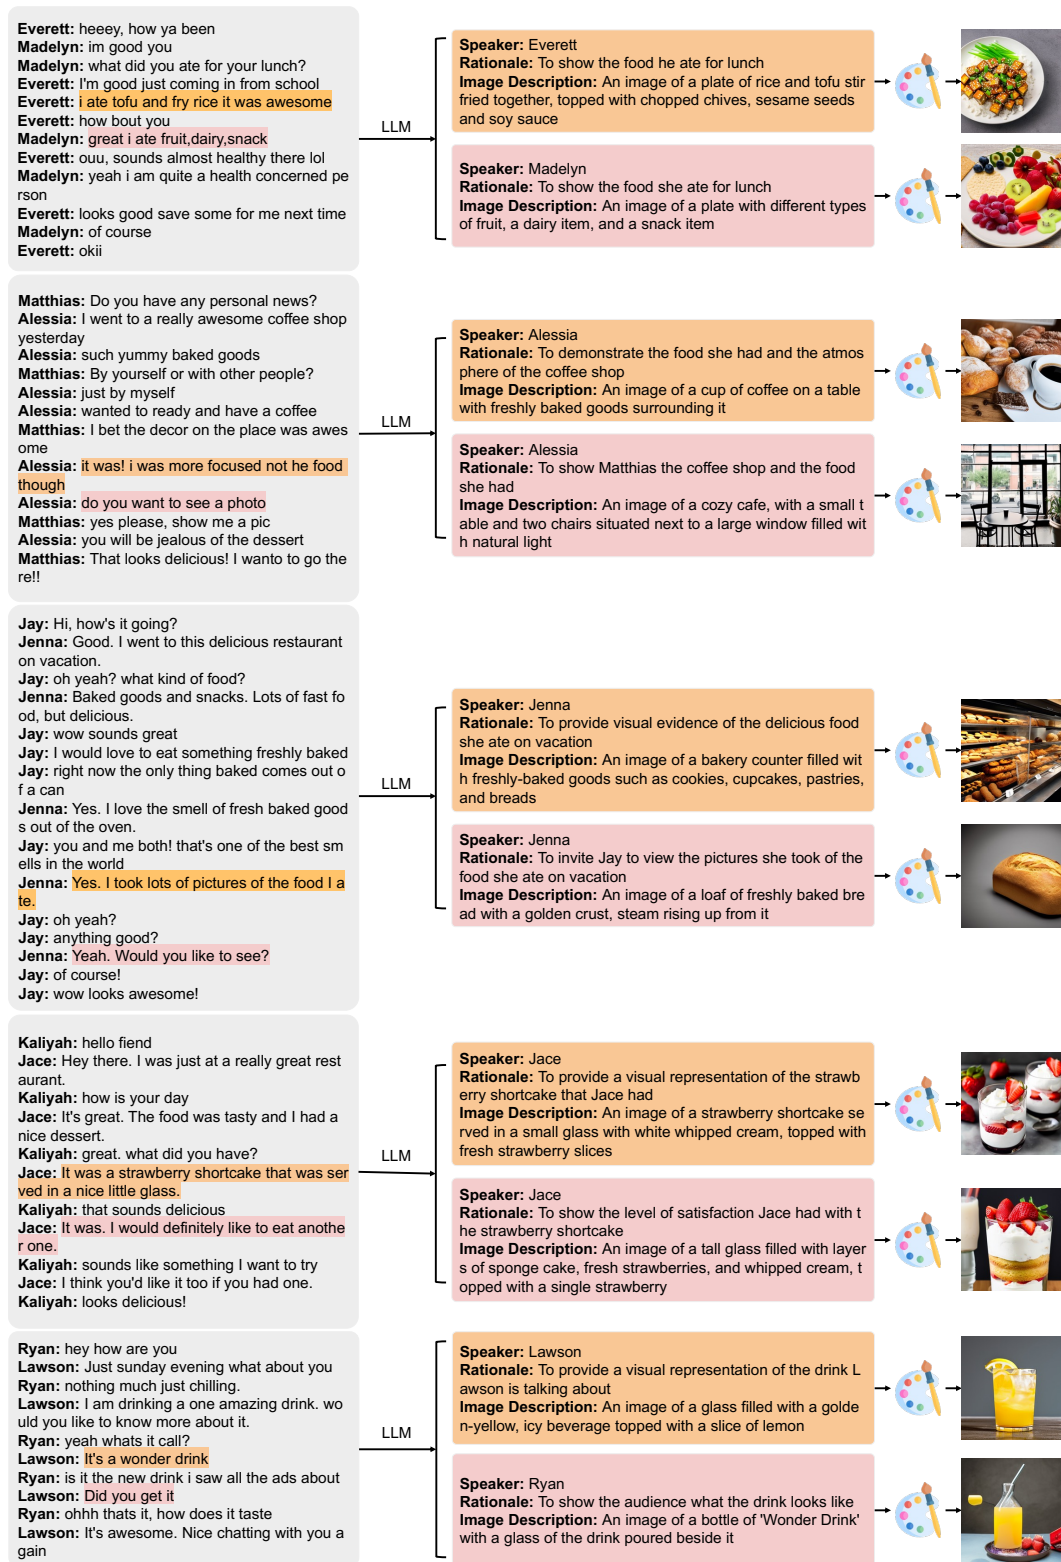 Everett: heeey, how ya been
Madelyn: im good you
Madelyn: what did you ate for your lunch?
Everett: I'm good just coming in from school
Everett: i ate tofu and fry rice it was awesome
Everett: how bout you
Madelyn: great i ate fruit,dairy,snack
Everett: ouu, sounds almost healthy there lol
Madelyn: yeah i am quite a health concerned pe
rson
Everett: looks good save some for me next time
Madelyn: of course
Everett: okii
LLM
Speaker: Everett
Rationale: To show the food he ate for lunch
Image Description: An image of a plate of rice and tofu stir
fried together, topped with chopped chives, sesame seeds
and soy sauce
Speaker: Madelyn
Rationale: To show the food she ate for lunch
Image Description: An image of a plate with different types
of fruit, a dairy item, and a snack item
Matthias: Do you have any personal news?
Alessia: I went to a really awesome coffee shop
yesterday
Alessia: such yummy baked goods
Matthias: By yourself or with other people?
Alessia: just by myself
Alessia: wanted to ready and have a coffee
Matthias: I bet the decor on the place was awes
ome
Alessia: it was! i was more focused not he food
though
Alessia: do you want to see a photo
Matthias: yes please, show me a pic
Alessia: you will be jealous of the dessert
Matthias: That looks delicious! I wanto to go the
re!!
LLM
Speaker: Alessia
Rationale: To demonstrate the food she had and the atmos
phere of the coffee shop
Image Description: An image of a cup of coffee on a table
with freshly baked goods surrounding it
Speaker: Alessia
Rationale: To show Matthias the coffee shop and the food
she had
Image Description: An image of a cozy cafe, with a small t
able and two chairs situated next to a large window filled wit
h natural light
Jay: Hi, how's it going?
Jenna: Good. I went to this delicious restaurant
on vacation.
Jay: oh yeah? what kind of food?
Jenna: Baked goods and snacks. Lots of fast fo
od, but delicious.
Jay: wow sounds great
Jay: I would love to eat something freshly baked
Jay: right now the only thing baked comes out o
f a can
Jenna: Yes. I love the smell of fresh baked good
s out of the oven.
Jay: you and me both! that's one of the best sm
ells in the world
Jenna: Yes. I took lots of pictures of the food I a
te.
Jay: oh yeah?
Jay: anything good?
Jenna: Yeah. Would you like to see?
Jay: of course!
Jay: wow looks awesome!
LLM
Speaker: Jenna
Rationale: To provide visual evidence of the delicious food
she ate on vacation
Image Description: An image of a bakery counter filled wit
h freshly-baked goods such as cookies, cupcakes, pastries,
and breads
Speaker: Jenna
Rationale: To invite Jay to view the pictures she took of the
food she ate on vacation
Image Description: An image of a loaf of freshly baked bre
ad with a golden crust, steam rising up from it
Kaliyah: hello fiend
Jace: Hey there. I was just at a really great rest
aurant.
Kaliyah: how is your day
Jace: It's great. The food was tasty and I had a
nice dessert.
Kaliyah: great. what did you have?
Jace: It was a strawberry shortcake that was ser
ved in a nice little glass.
Kaliyah: that sounds delicious
Jace: It was. I would definitely like to eat anothe
r one.
Kaliyah: sounds like something I want to try
Jace: I think you'd like it too if you had one.
Kaliyah: looks delicious!
LLM
Speaker: Jace
Rationale: To provide a visual representation of the strawb
erry shortcake that Jace had
Image Description: An image of a strawberry shortcake se
rved in a small glass with white whipped cream, topped with
fresh strawberry slices
Speaker: Jace
Rationale: To show the level of satisfaction Jace had with t
he strawberry shortcake
Image Description: An image of a tall glass filled with layer
s of sponge cake, fresh strawberries, and whipped cream, t
opped with a single strawberry
Ryan: hey how are you
Lawson: Just sunday evening what about you
Ryan: nothing much just chilling.
Lawson: I am drinking a one amazing drink. wo
uld you like to know more about it.
Ryan: yeah whats it call?
Lawson: It's a wonder drink
Ryan: is it the new drink i saw all the ads about
Lawson: Did you get it
Ryan: ohhh thats it, how does it taste
Lawson: It's awesome. Nice chatting with you a
gain
LLM
Speaker: Lawson
Rationale: To provide a visual representation of the drink L
awson is talking about
Image Description: An image of a glass filled with a golde
n-yellow, icy beverage topped with a slice of lemon
Speaker: Ryan
Rationale: To show the audience what the drink looks like
Image Description: An image of a bottle of 'Wonder Drink'
with a glass of the drink poured beside it